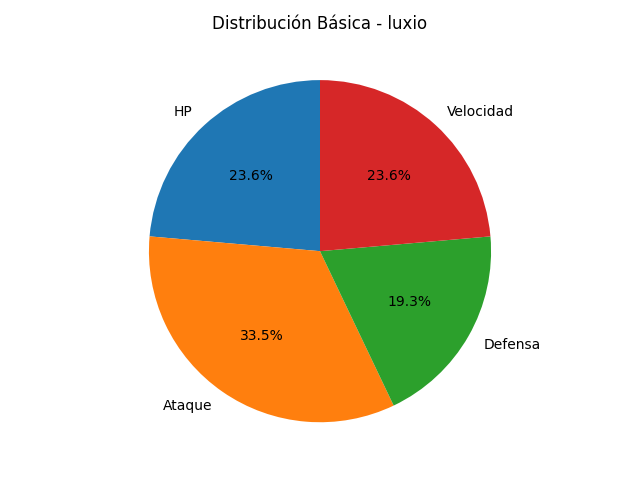 Distribución Básica - luxio
HP
Velocidad
23.6%
23.6%
19.3%
33.5%
Defensa
Ataque